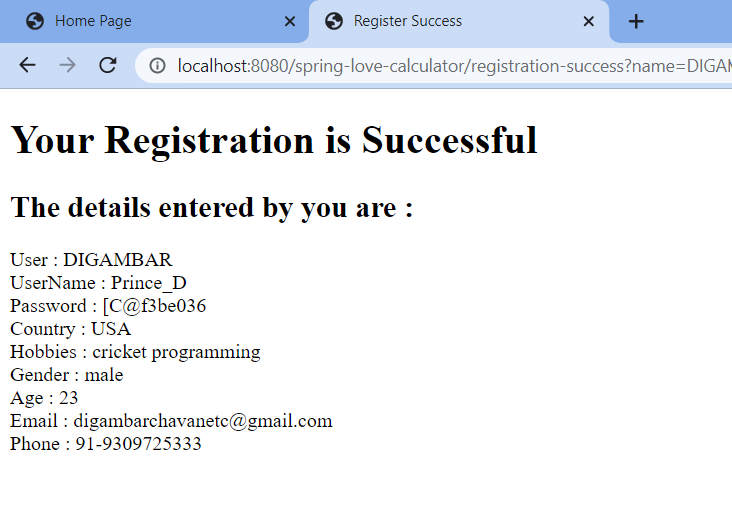 Home Page
Register Success
localhost:8080/spring-love-calculator/registration-success?name=DIGAM
Your Registration is Successful
The details entered by you are :
User : DIGAMBAR
UserName : Prince_D
Password : [C@f3be036
Country : USA
Hobbies : cricket programming
Gender : male
Age : 23
Email : digambarchavanetc@gmail.com
Phone : 91-9309725333